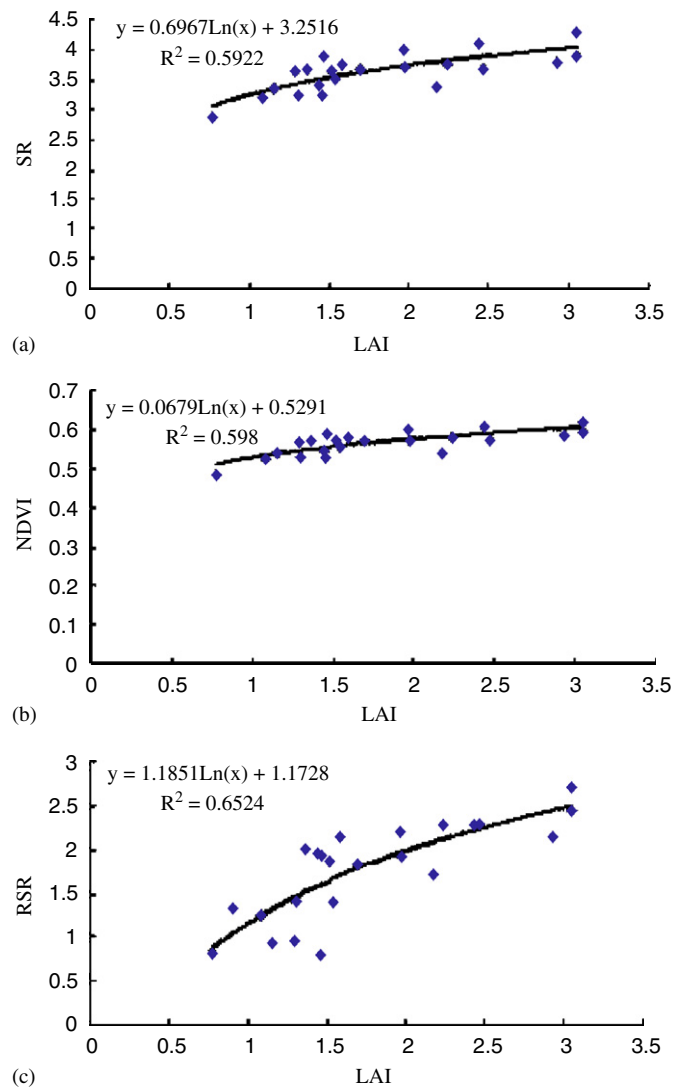 y = 0.6967Ln(x) + 3.2516
R² = 0.5922
4.5
4
3.5
3
2.5
2
1.5
1
0.5
0
SR
0 0.5 1 1.5 2 2.5 3 3.5
(a) LAI
y = 0.0679Ln(x) + 0.5291
R² = 0.598
0.7
0.6
0.5
0.4
0.3
0.2
0.1
0
NDVI
0 0.5 1 1.5 2 2.5 3 3.5
(b) LAI
y = 1.1851Ln(x) + 1.1728
R² = 0.6524
3
2.5
2
1.5
1
0.5
0
RSR
0 0.5 1 1.5 2 2.5 3 3.5
(c) LAI